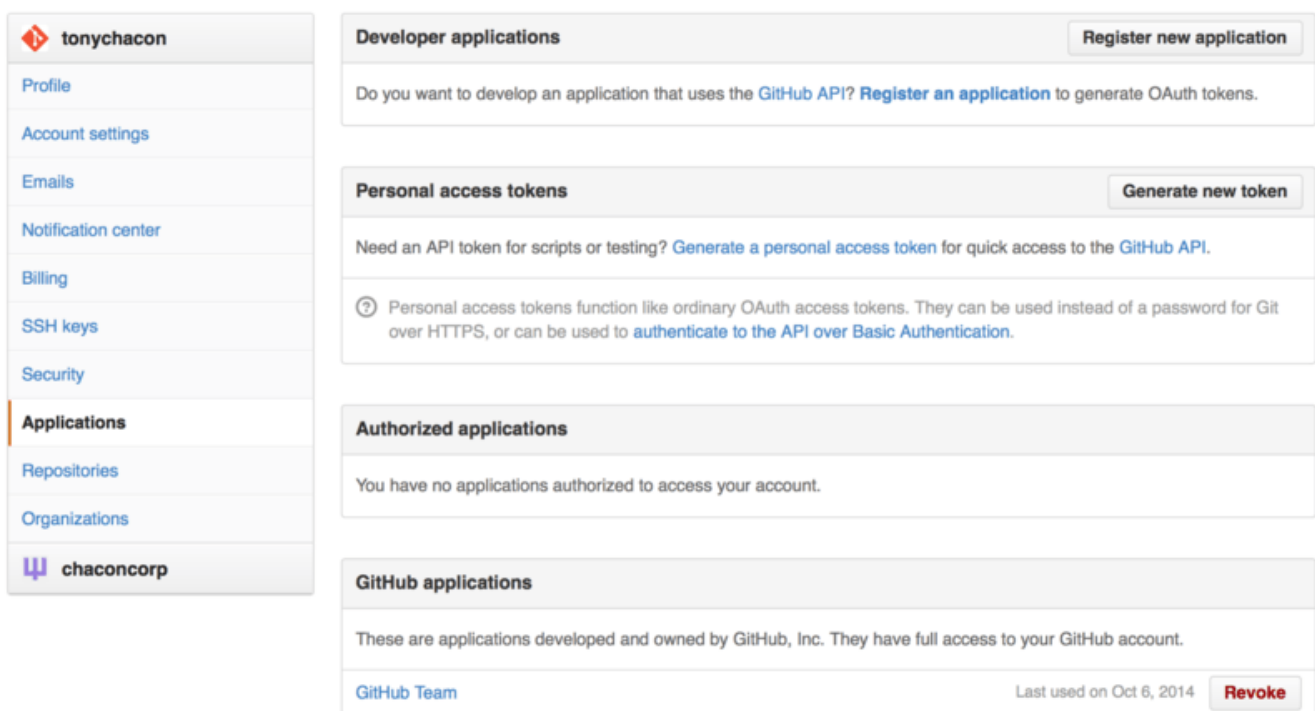 tonychacon
Profile
Account settings
Emails
Notification center
Billing
SSH keys
Security
Applications
Repositories
Organizations
chaconcorp
Developer applications
Register new application
Do you want to develop an application that uses the GitHub API? Register an application to generate OAuth tokens.
Personal access tokens
Generate new token
Need an API token for scripts or testing? Generate a personal access token for quick access to the GitHub API.
Personal access tokens function like ordinary OAuth access tokens. They can be used instead of a password for Git
over HTTPS, or can be used to authenticate to the API over Basic Authentication.
Authorized applications
You have no applications authorized to access your account.
GitHub applications
These are applications developed and owned by GitHub, Inc. They have full access to your GitHub account.
GitHub Team
Last used on Oct 6, 2014
Revoke